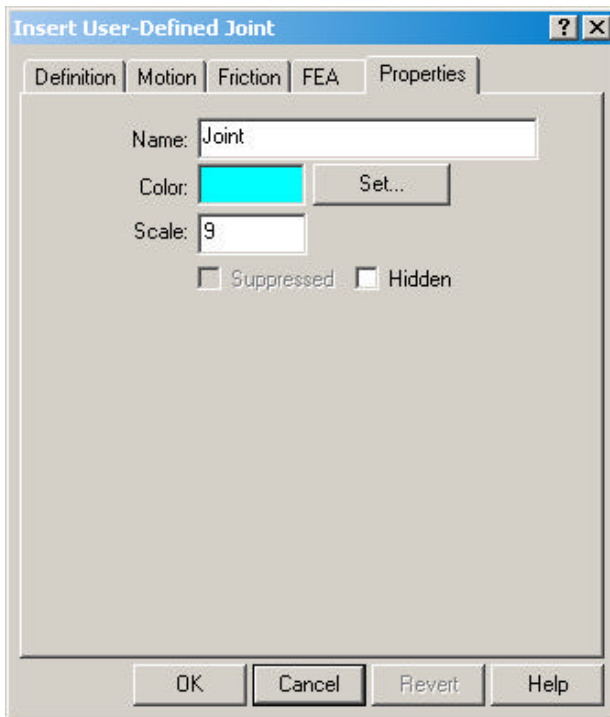 Insert User-Defined Joint ? X
Definition Motion Friction FEA Properties
Name: Joint
Color: Set...
Scale: 9
Suppressed Hidden
OK Cancel Revert Help